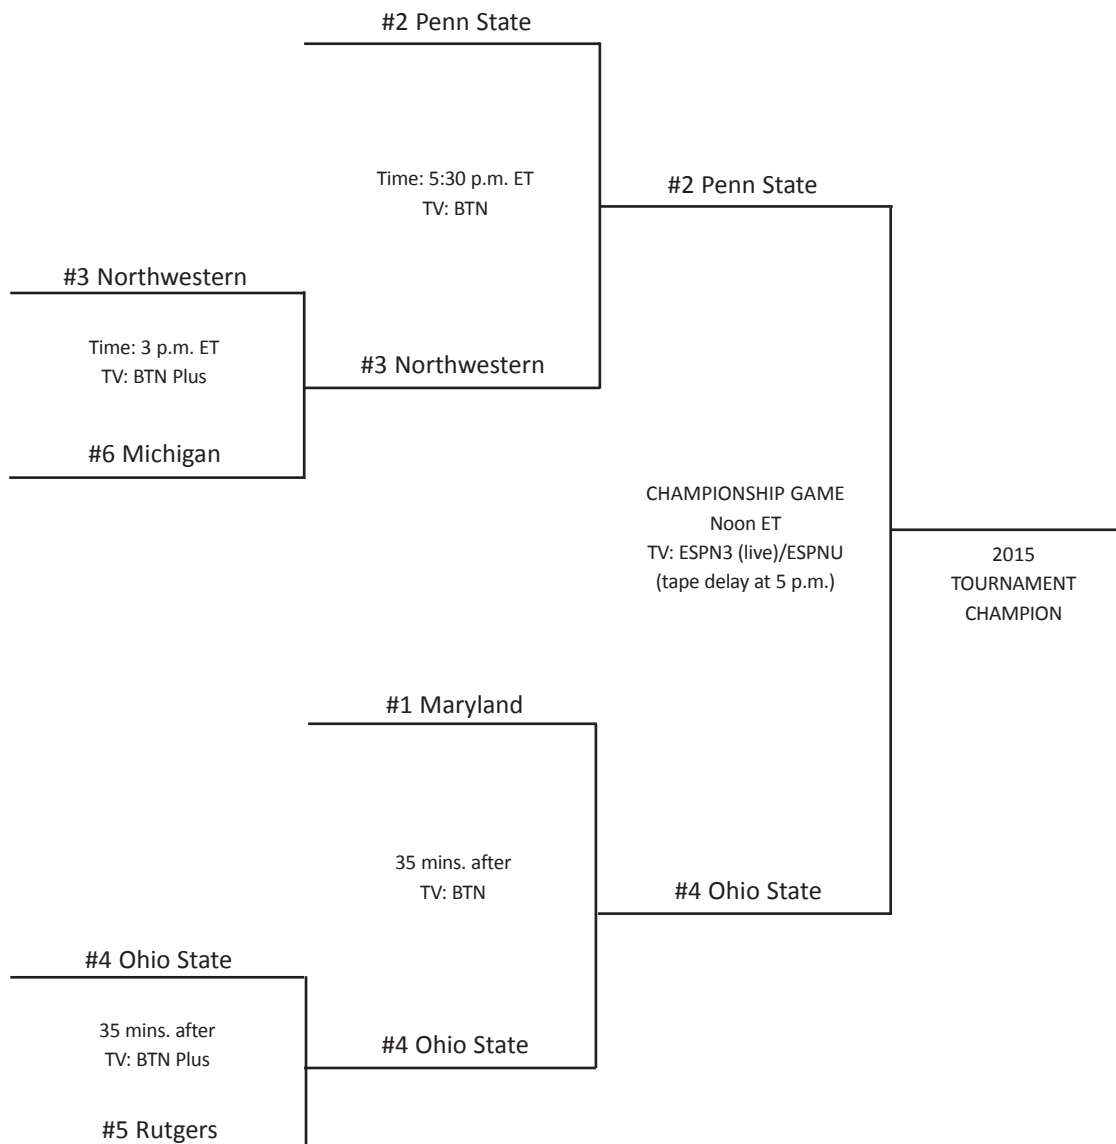 #2 Penn State
Time: 5:30 p.m. ET
TV: BTN
#2 Penn State
#3 Northwestern
Time: 3 p.m. ET
TV: BTN Plus
#3 Northwestern
#6 Michigan
CHAMPIONSHIP GAME
Noon ET
TV: ESPN3 (live)/ESPNU
(tape delay at 5 p.m.)
2015
TOURNAMENT
CHAMPION
#1 Maryland
35 mins. after
TV: BTN
#4 Ohio State
#4 Ohio State
35 mins. after
TV: BTN Plus
#4 Ohio State
#5 Rutgers